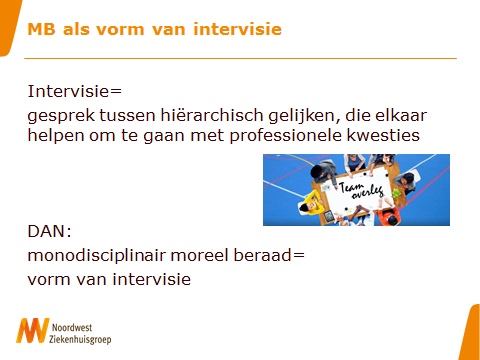 MB als vorm van intervisie
Intervisie=
gesprek tussen hiërarchisch gelijken, die elkaar
helpen om te gaan met professionele kwesties
Team
overleg
DAN:
monodisciplinair moreel beraad=
vorm van intervisie
Noordwest
Ziekenhuisgroep